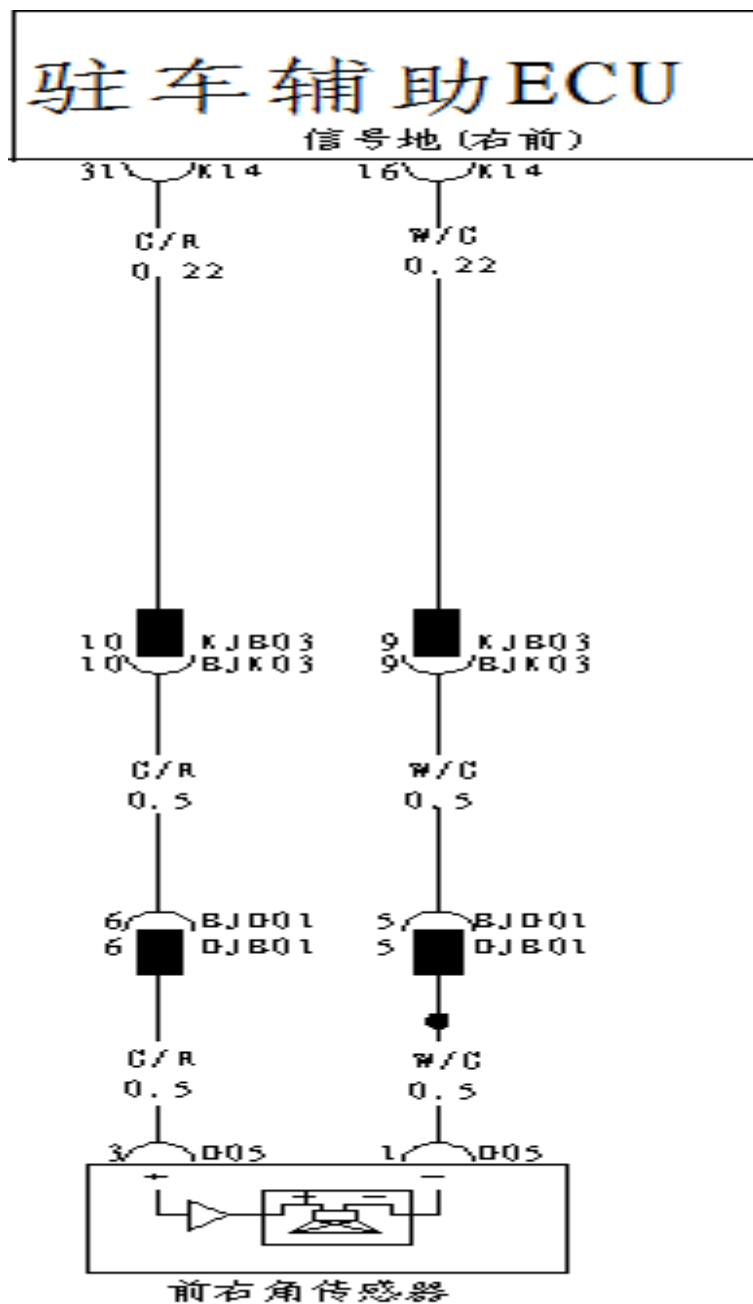 驻车辅助ECU
信号地(右前)
31 K14 16 K14
G/R W/G
0.22 0.22
10 KJB03 9 KJB03
10 BJK03 9 BJK03
G/R W/G
0.5 0.5
6 BJD01 5 BJD01
6 DJB01 5 DJB01
G/R W/G
0.5 0.5
3 D05 1 D05
+ −
+ −
前右角传感器